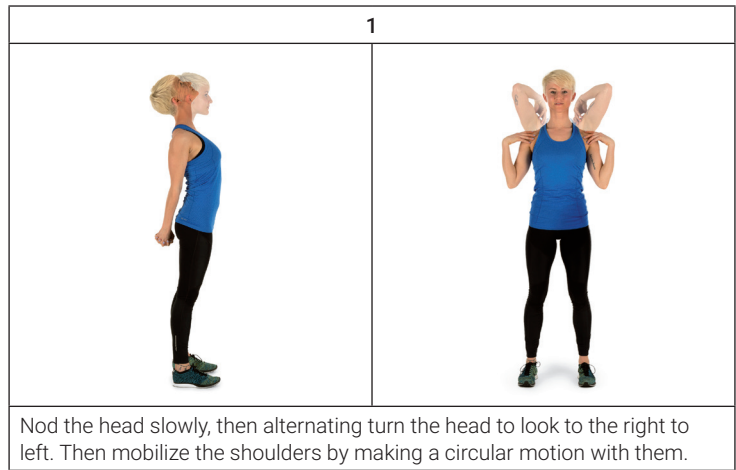 1
Nod the head slowly, then alternating turn the head to look to the right to
left. Then mobilize the shoulders by making a circular motion with them.